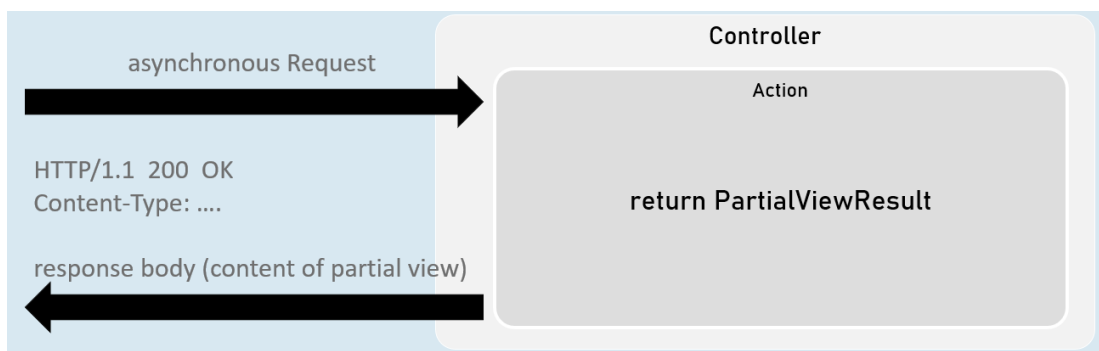 Controller
asynchronous Request
Action
HTTP/1.1 200 OK
Content-Type: ....
return PartialViewResult
response body (content of partial view)